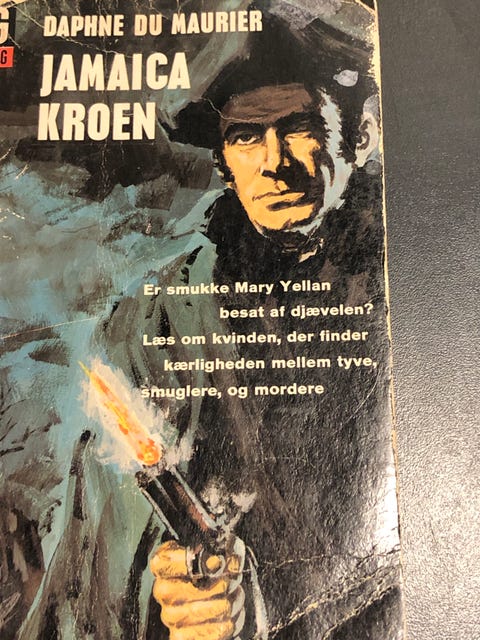 G
DAPHNE DU MAURIER
G
JAMAICA
KROEN
Er smukke Mary Yellan
besat af djævelen?
Læs om kvinden, der finder
kærligheden mellem tyve,
smuglere, og mordere